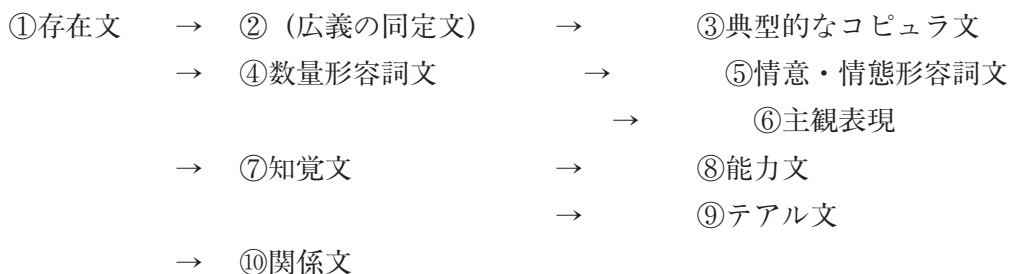 ①存在文 → ② (広義の同定文) → ③典型的なコピュラ文
→ ④数量形容詞文 → ⑤情意・情態形容詞文
→ ⑥主観表現
→ ⑦知覚文 → ⑧能力文
→ ⑨テアル文
→ ⑩関係文